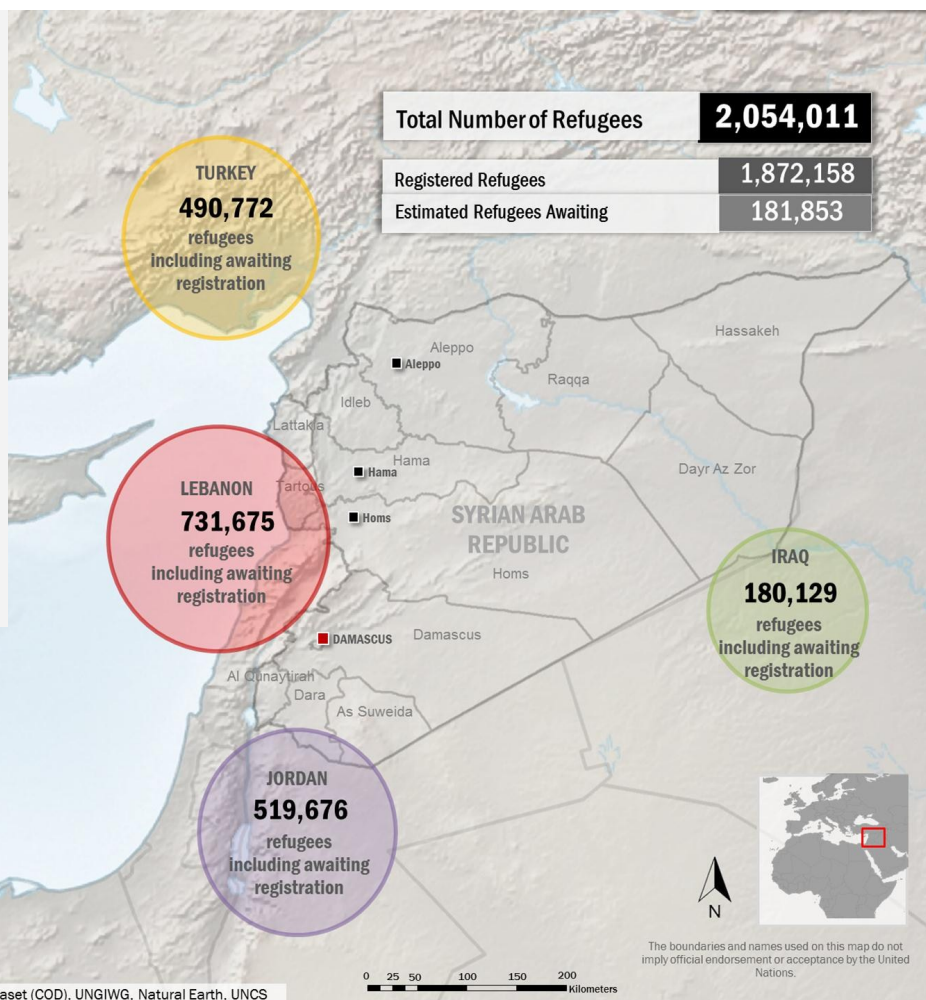 Total Number of Refugees 2,054,011
Registered Refugees 1,872,158
Estimated Refugees Awaiting 181,853
TURKEY
490,772
refugees
including awaiting
registration
Hassakeh
Aleppo
Aleppo
Raqqa
Idleb
Lattakia
Hama
Hama
Dayr Az Zor
Tartous
LEBANON
731,675
refugees
including awaiting
registration
Homs
SYRIAN ARAB
REPUBLIC
Homs
IRAQ
180,129
refugees
including awaiting
registration
DAMASCUS
Damascus
Al Qunaytirah
Dara
As Suweida
JORDAN
519,676
refugees
including awaiting
registration
N
The boundaries and names used on this map do not
imply official endorsement or acceptance by the United
Nations.
0 25 50 100 150 200
Kilometers
aset (COD), UNGIWG, Natural Earth, UNCS